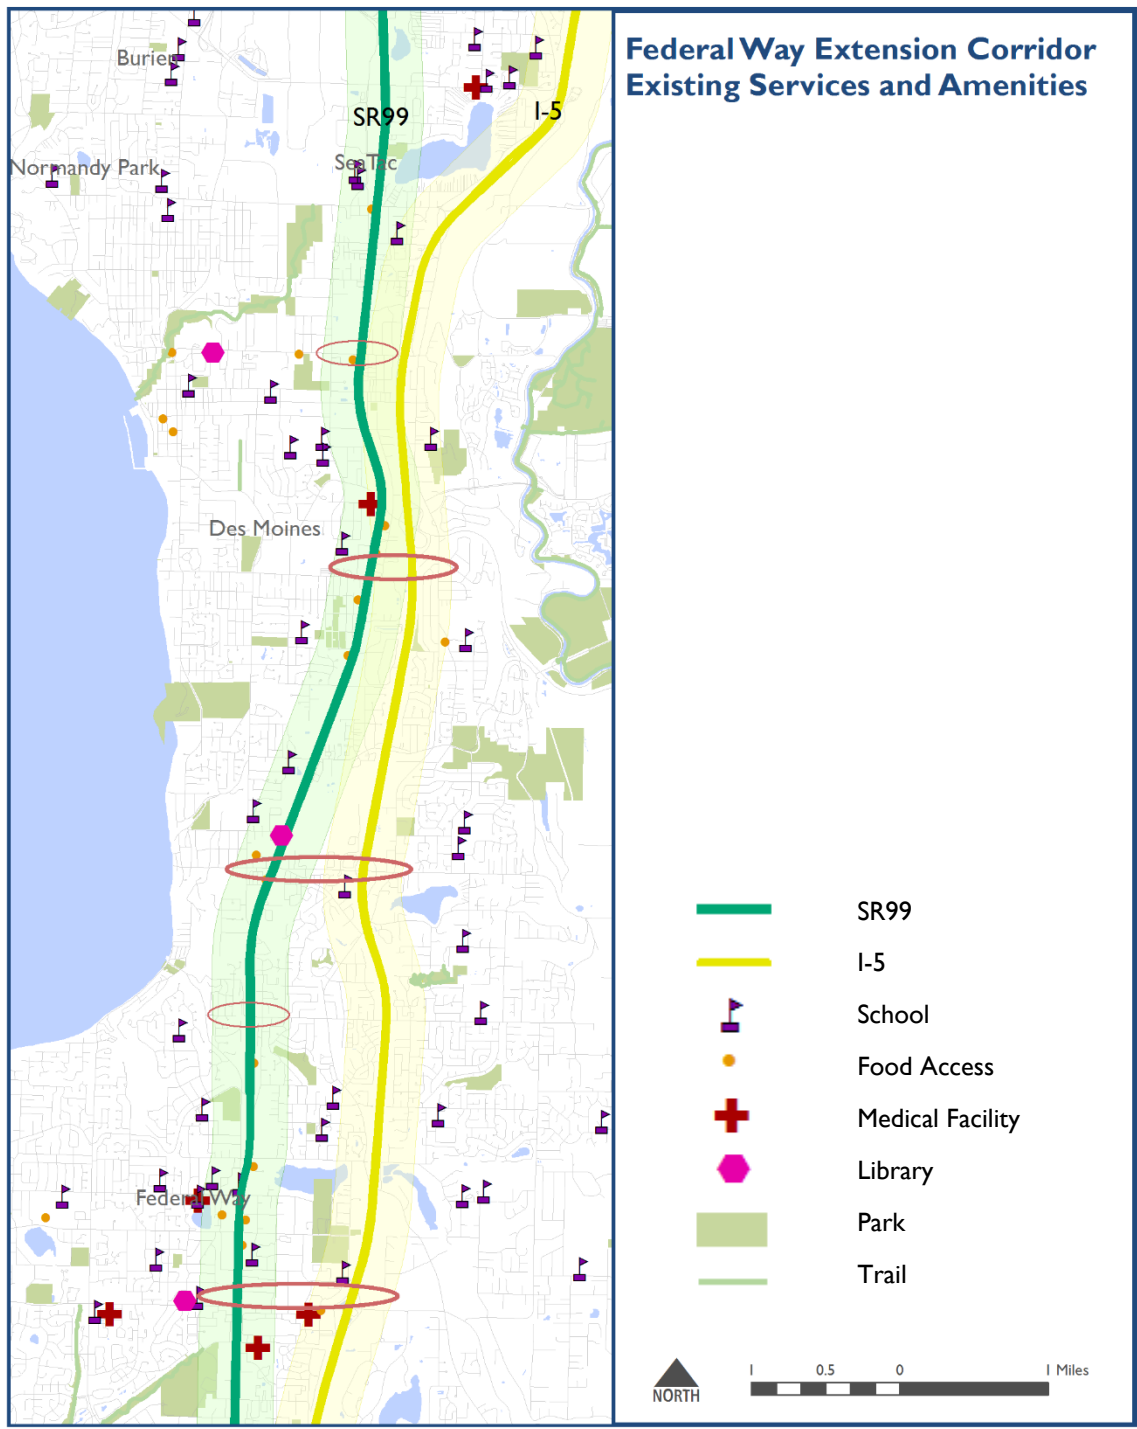 Federal Way Extension Corridor
Existing Services and Amenities
Burien
SR99
I-5
SeaTac
Normandy Park
Des Moines
Federal Way
SR99
I-5
School
Food Access
Medical Facility
Library
Park
Trail
NORTH
1 0.5 0 1 Miles